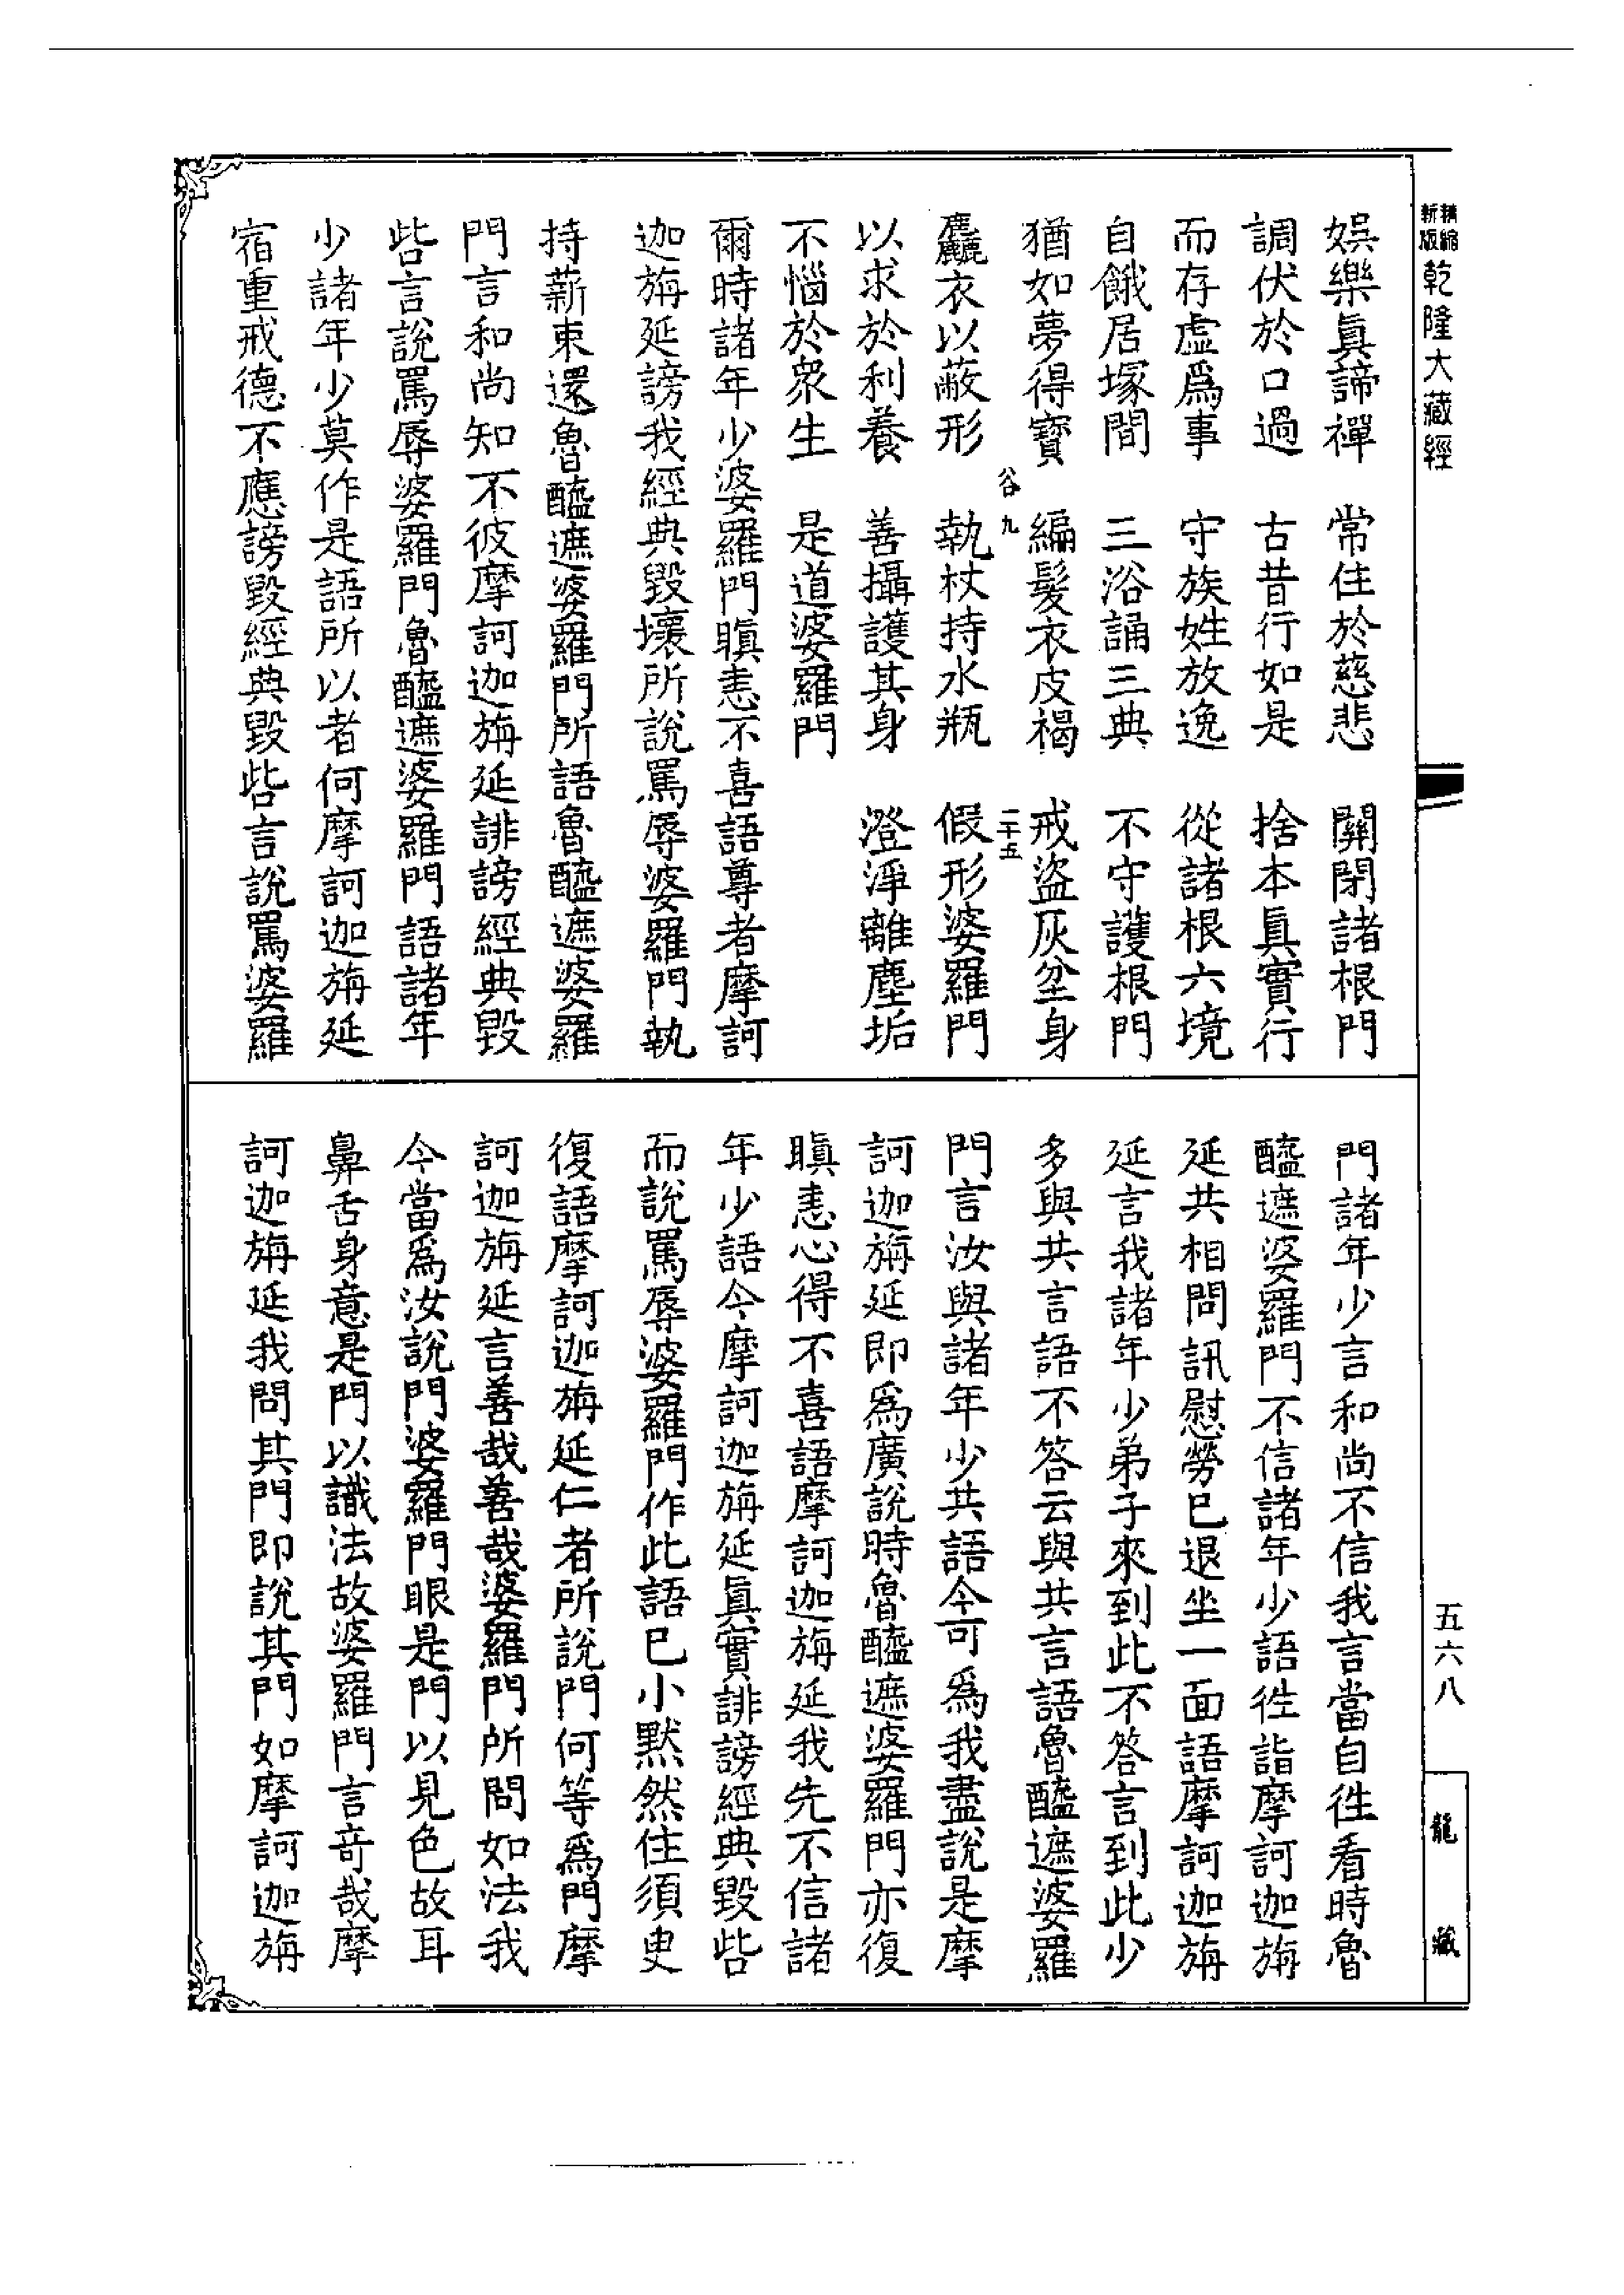 精縮
新版
乾隆大藏經
娛樂真諦禪　常住於慈悲　關閉諸根門
調伏於口過　古昔行如是　捨本真實行
而存虛爲事　守族姓放逸　從諸根六境
自餓居塚間　三浴誦三典　不守護根門
猶如夢得寶　編髮衣皮褐　戒盜灰坌身
谷九　二十五
麤衣以蔽形　執杖持水瓶　假形婆羅門
以求於利養　善攝護其身　澄淨離塵垢
不惱於衆生　是道婆羅門
爾時諸年少婆羅門瞋恚不喜語尊者摩訶
迦旃延謗我經典毀壞所說罵辱婆羅門執
持薪束還魯醯遮婆羅門所語魯醯遮婆羅
門言和尚知不彼摩訶迦旃延誹謗經典毀
呰言說罵辱婆羅門魯醯遮婆羅門語諸年
少諸年少莫作是語所以者何摩訶迦旃延
宿重戒德不應謗毀經典毀呰言說罵婆羅
門諸年少言和尚不信我言當自往看時魯
醯遮婆羅門不信諸年少語往詣摩訶迦旃
延共相問訊慰勞已退坐一面語摩訶迦旃
延言我諸年少弟子來到此不答言到此少
多與共言語不答云與共言語魯醯遮婆羅
門言汝與諸年少共語今可爲我盡說是摩
訶迦旃延即爲廣說時魯醯遮婆羅門亦復
瞋恚心得不喜語摩訶迦旃延我先不信諸
年少語今摩訶迦旃延真實誹謗經典毀呰
而說罵辱婆羅門作此語已小默然住須臾
復語摩訶迦旃延仁者所說門何等爲門摩
訶迦旃延言善哉善哉婆羅門所問如法我
今當爲汝說門婆羅門眼是門以見色故耳
鼻舌身意是門以識法故婆羅門言奇哉摩
訶迦旃延我問其門即說其門如摩訶迦旃
五六八
龍藏